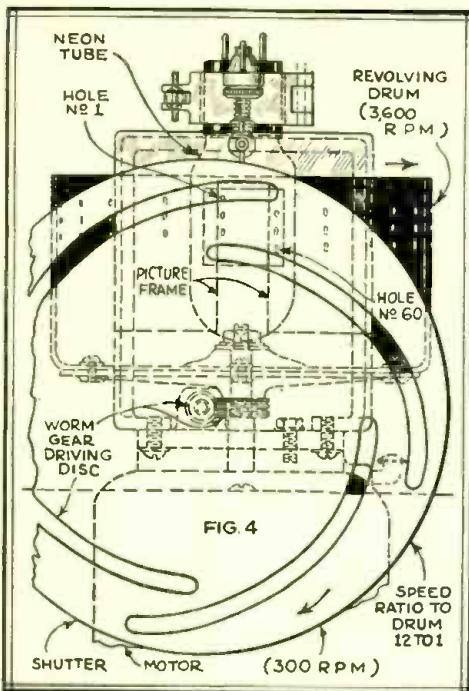 NEON
TUBE
HOLE
Nº 1
REVOLVING
DRUM
(3,600
R P M)
PICTURE
FRAME
HOLE
Nº 60
WORM
GEAR
DRIVING
DISC
FIG. 4
SPEED
RATIO TO
DRUM
12 TO 1
SHUTTER
MOTOR
(300 RPM)